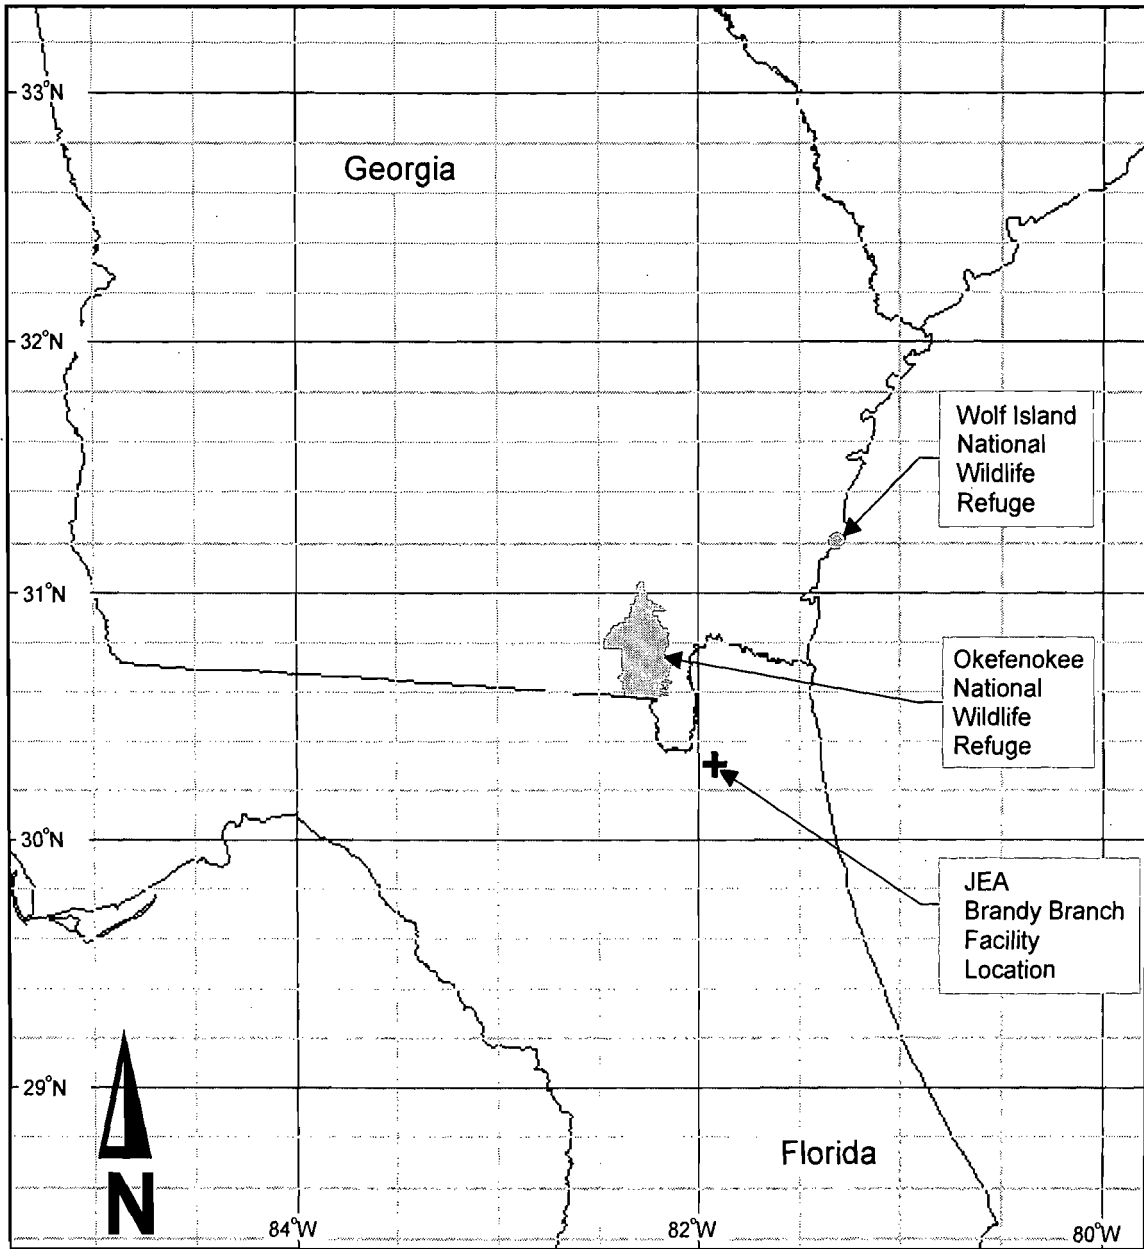 33°N
Georgia
32°N
Wolf Island
National
Wildlife
Refuge
31°N
Okefenokee
National
Wildlife
Refuge
30°N
JEA
Brandy Branch
Facility
Location
29°N
N
Florida
84°W
82°W
80°W